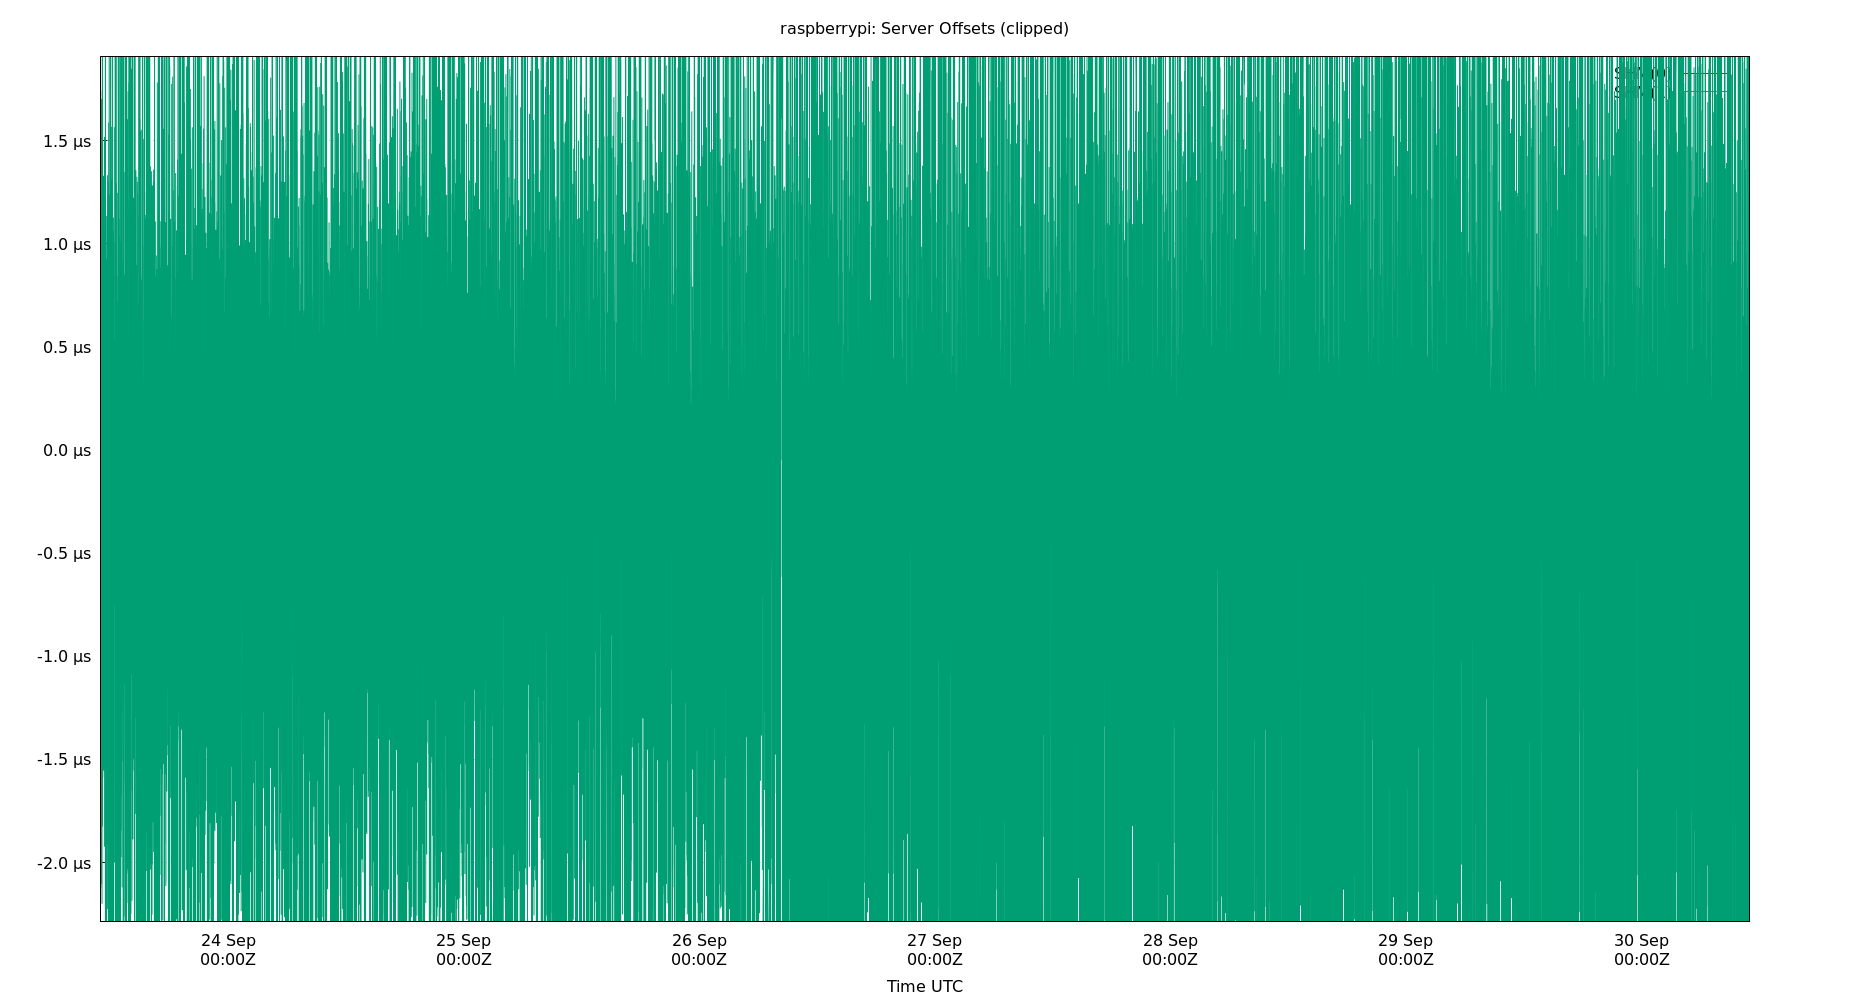 raspberrypi: Server Offsets (clipped)
1.5 µs
1.0 µs
0.5 µs
0.0 µs
-0.5 µs
-1.0 µs
-1.5 µs
-2.0 µs
24 Sep
00:00Z
25 Sep
00:00Z
26 Sep
00:00Z
27 Sep
00:00Z
28 Sep
00:00Z
29 Sep
00:00Z
30 Sep
00:00Z
Time UTC